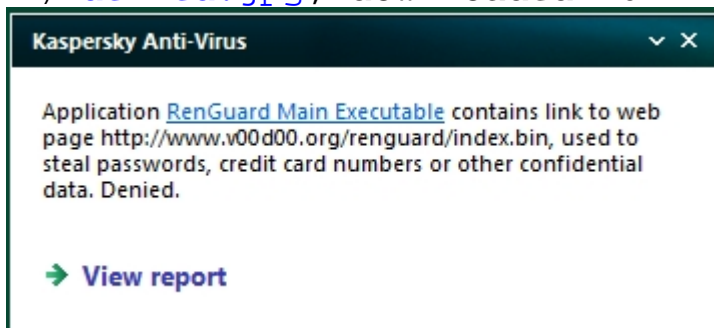 Kaspersky Anti-Virus
Application RenGuard Main Executable contains link to web
page http://www.v00d00.org/renguard/index.bin, used to
steal passwords, credit card numbers or other confidential
data. Denied.
View report